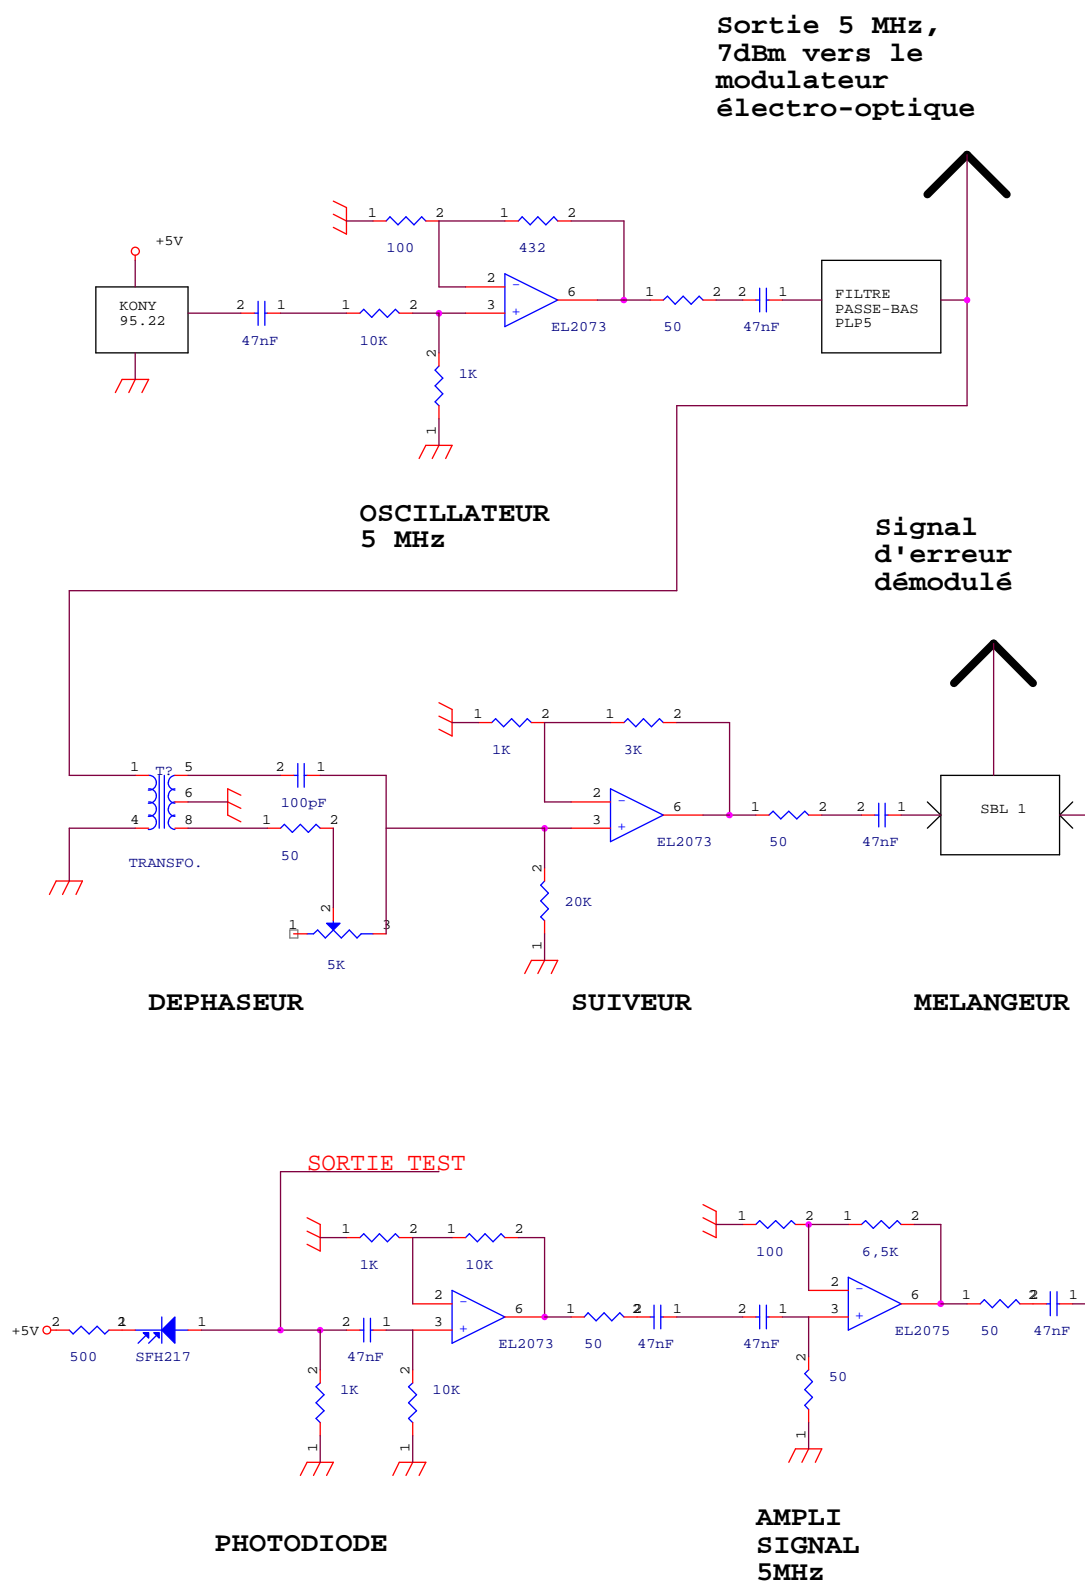 Sortie 5 MHz,
7dBm vers le
modulateur
électro-optique
1 2 1 2
100 432
+5V
2
6
3
KONY
95.22
2 1 1 2
47nF 10K
EL2073
1 2 2 1
50 47nF
FILTRE
PASSE-BAS
PLP5
2
1K
1
OSCILLATEUR
5 MHz
Signal
d'erreur
démodulé
1 2 1 2
1K 3K
1 T? 5 2 1
6 100pF
4 8 1 2
50
TRANSFO.
2
6
3
EL2073
1 2 2 1
50 47nF
SBL 1
2
20K
1
2
1 3
5K
DEPHASEUR SUIVEUR MELANGEUR
SORTIE TEST
1 2 1 2
1K 10K
1 2 1 2
100 6,5K
+5V 2 1 2 1 1
500 SFH217
2 1
47nF
2
6
3
EL2073
1 2 2 1
50 47nF
2 1
47nF
2
6
3
EL2075
1 2 2 1
50 47nF
2 2 2
1K 10K 50
1 1 1
PHOTODIODE
AMPLI
SIGNAL
5MHz